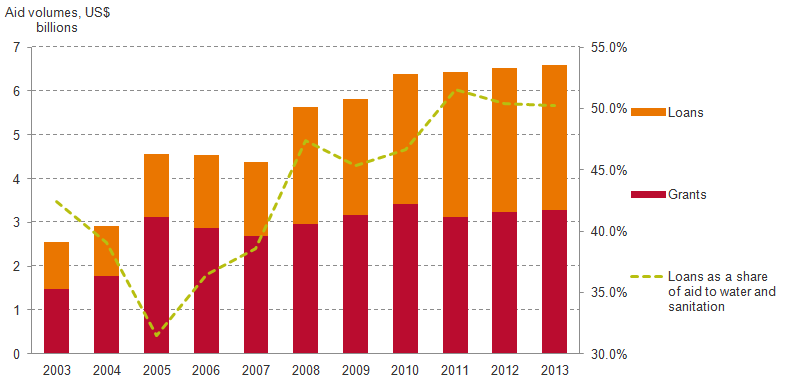 Aid volumes, US$
billions
7
6
5
4
3
2
1
0
55.0%
50.0%
45.0%
40.0%
35.0%
30.0%
2003 2004 2005 2006 2007 2008 2009 2010 2011 2012 2013
Loans
Grants
Loans as a share
of aid to water and
sanitation